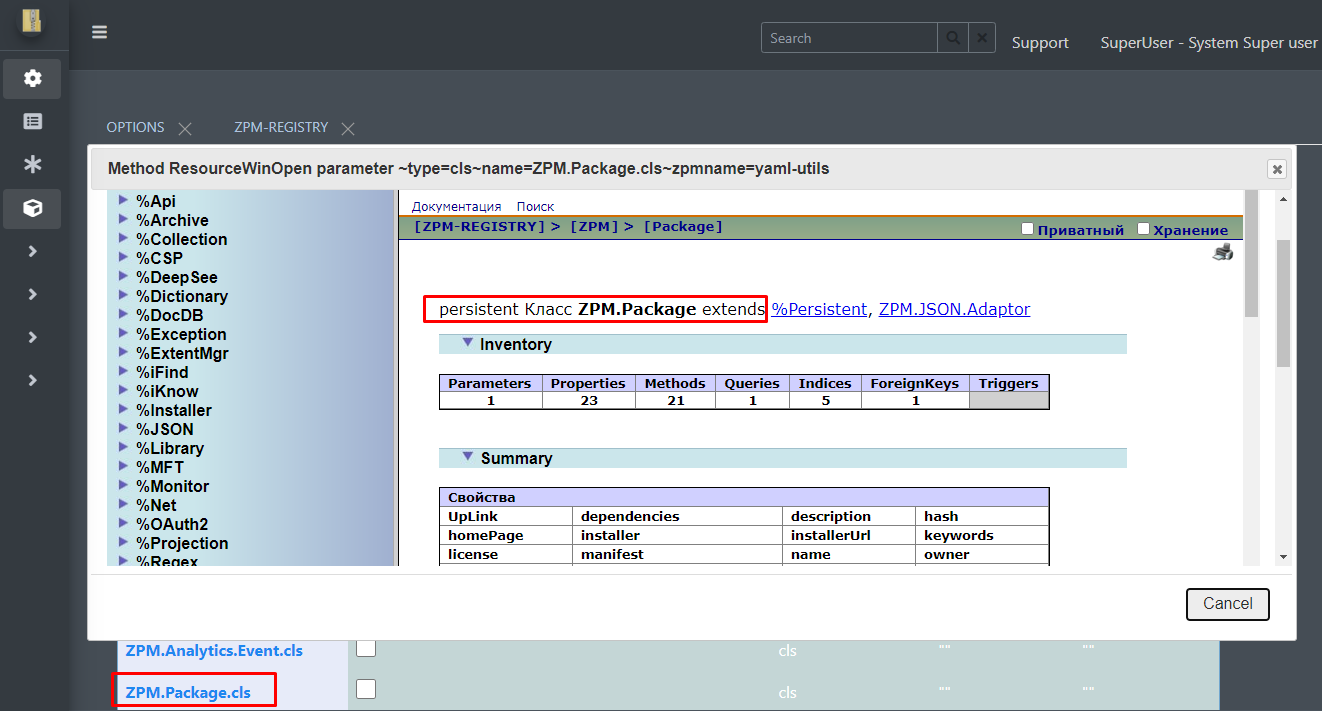 Search
Support
SuperUser - System Super user
OPTIONS
ZPM-REGISTRY
Method ResourceWinOpen parameter ~type=cls~name=ZPM.Package.cls~zpmname=yaml-utils
%Api
%Archive
%Collection
%CSP
%DeepSee
%Dictionary
%DocDB
%Exception
%ExtentMgr
%iFind
%iKnow
%Installer
%JSON
%Library
%MFT
%Monitor
%Net
%OAuth2
%Projection
%Regex
Документация Поиск
[ZPM-REGISTRY] > [ZPM] > [Package]
Приватный Хранение
persistent Класс ZPM.Package extends %Persistent, ZPM.JSON.Adaptor
Inventory
Parameters Properties Methods Queries Indices ForeignKeys Triggers
1 23 21 1 5 1
Summary
Свойства
UpLink dependencies description hash
homePage installer installerUrl keywords
license manifest name owner
Cancel
ZPM.Analytics.Event.cls cls "" ""
ZPM.Package.cls cls "" ""